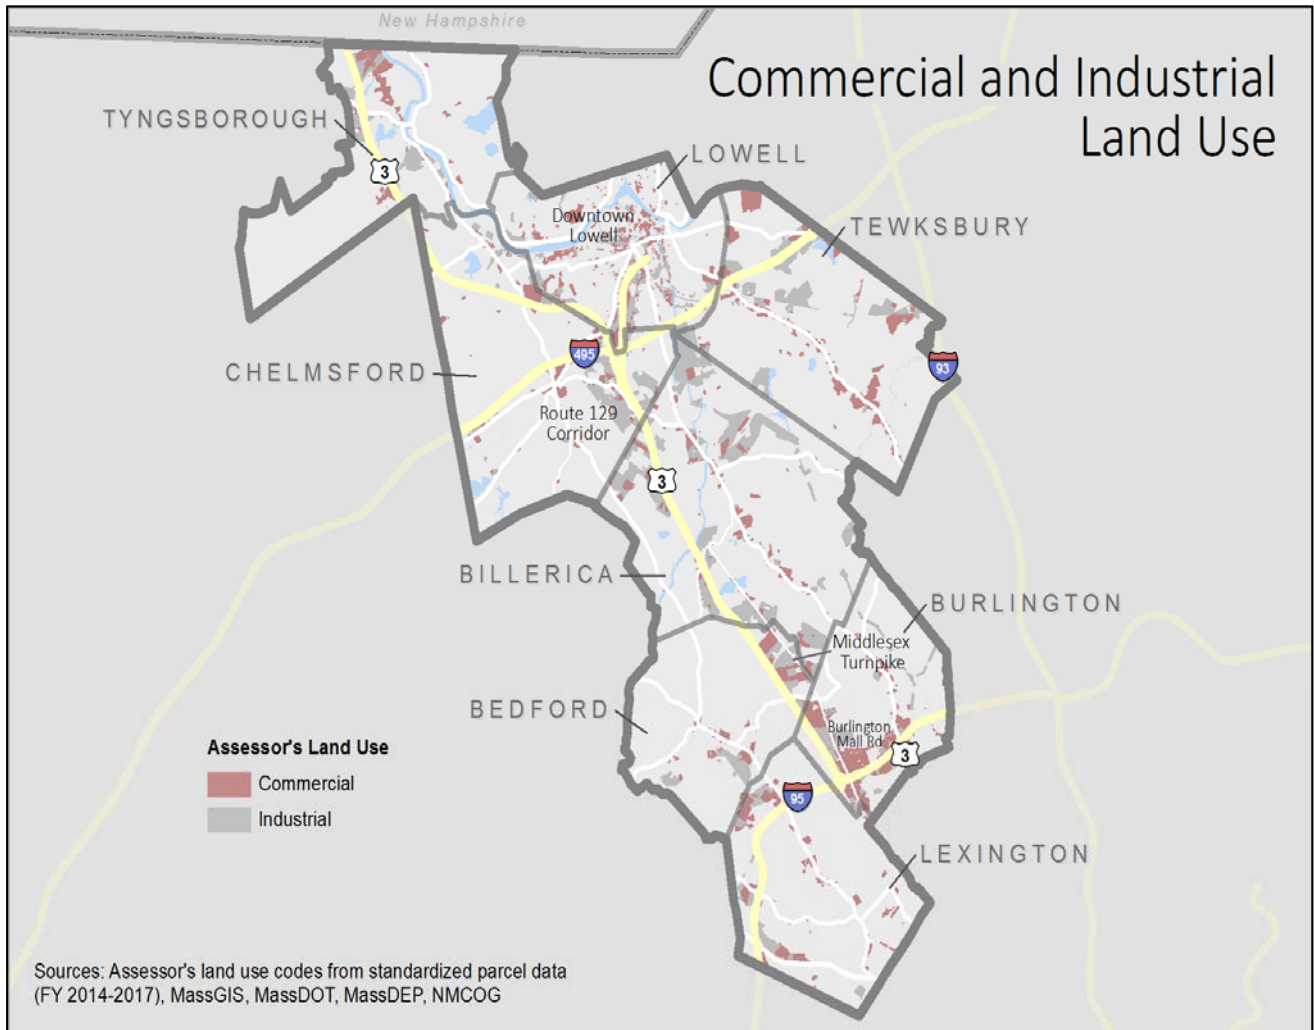 New Hampshire
Commercial and Industrial
Land Use
TYNGSBOROUGH
3
LOWELL
Downtown
Lowell
TEWKSBURY
CHELMSFORD
495
93
Route 129
Corridor
3
BILLERICA
BURLINGTON
Middlesex
Turnpike
BEDFORD
Burlington
Mall Rd
3
95
LEXINGTON
Assessor's Land Use
Commercial
Industrial
Sources: Assessor's land use codes from standardized parcel data
(FY 2014-2017), MassGIS, MassDOT, MassDEP, NMCOG